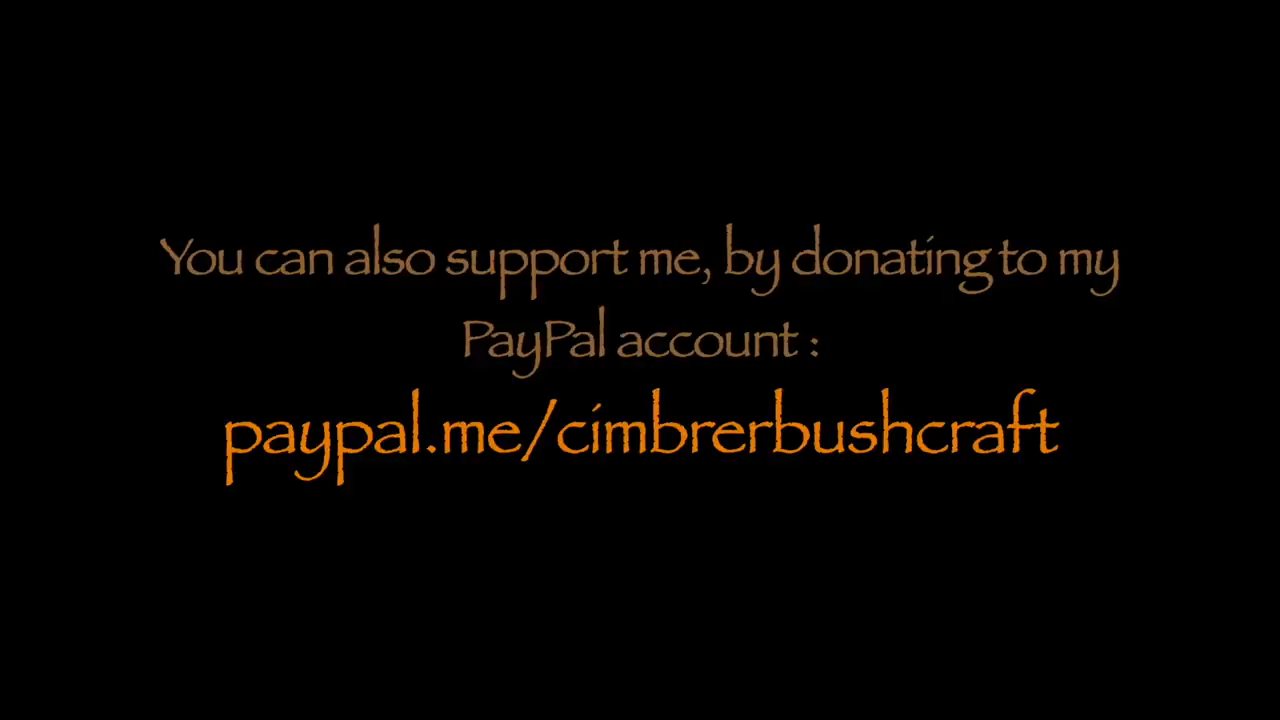 You can also support me, by donating to my
PayPal account :
paypal.me/cimbrerbushcraft